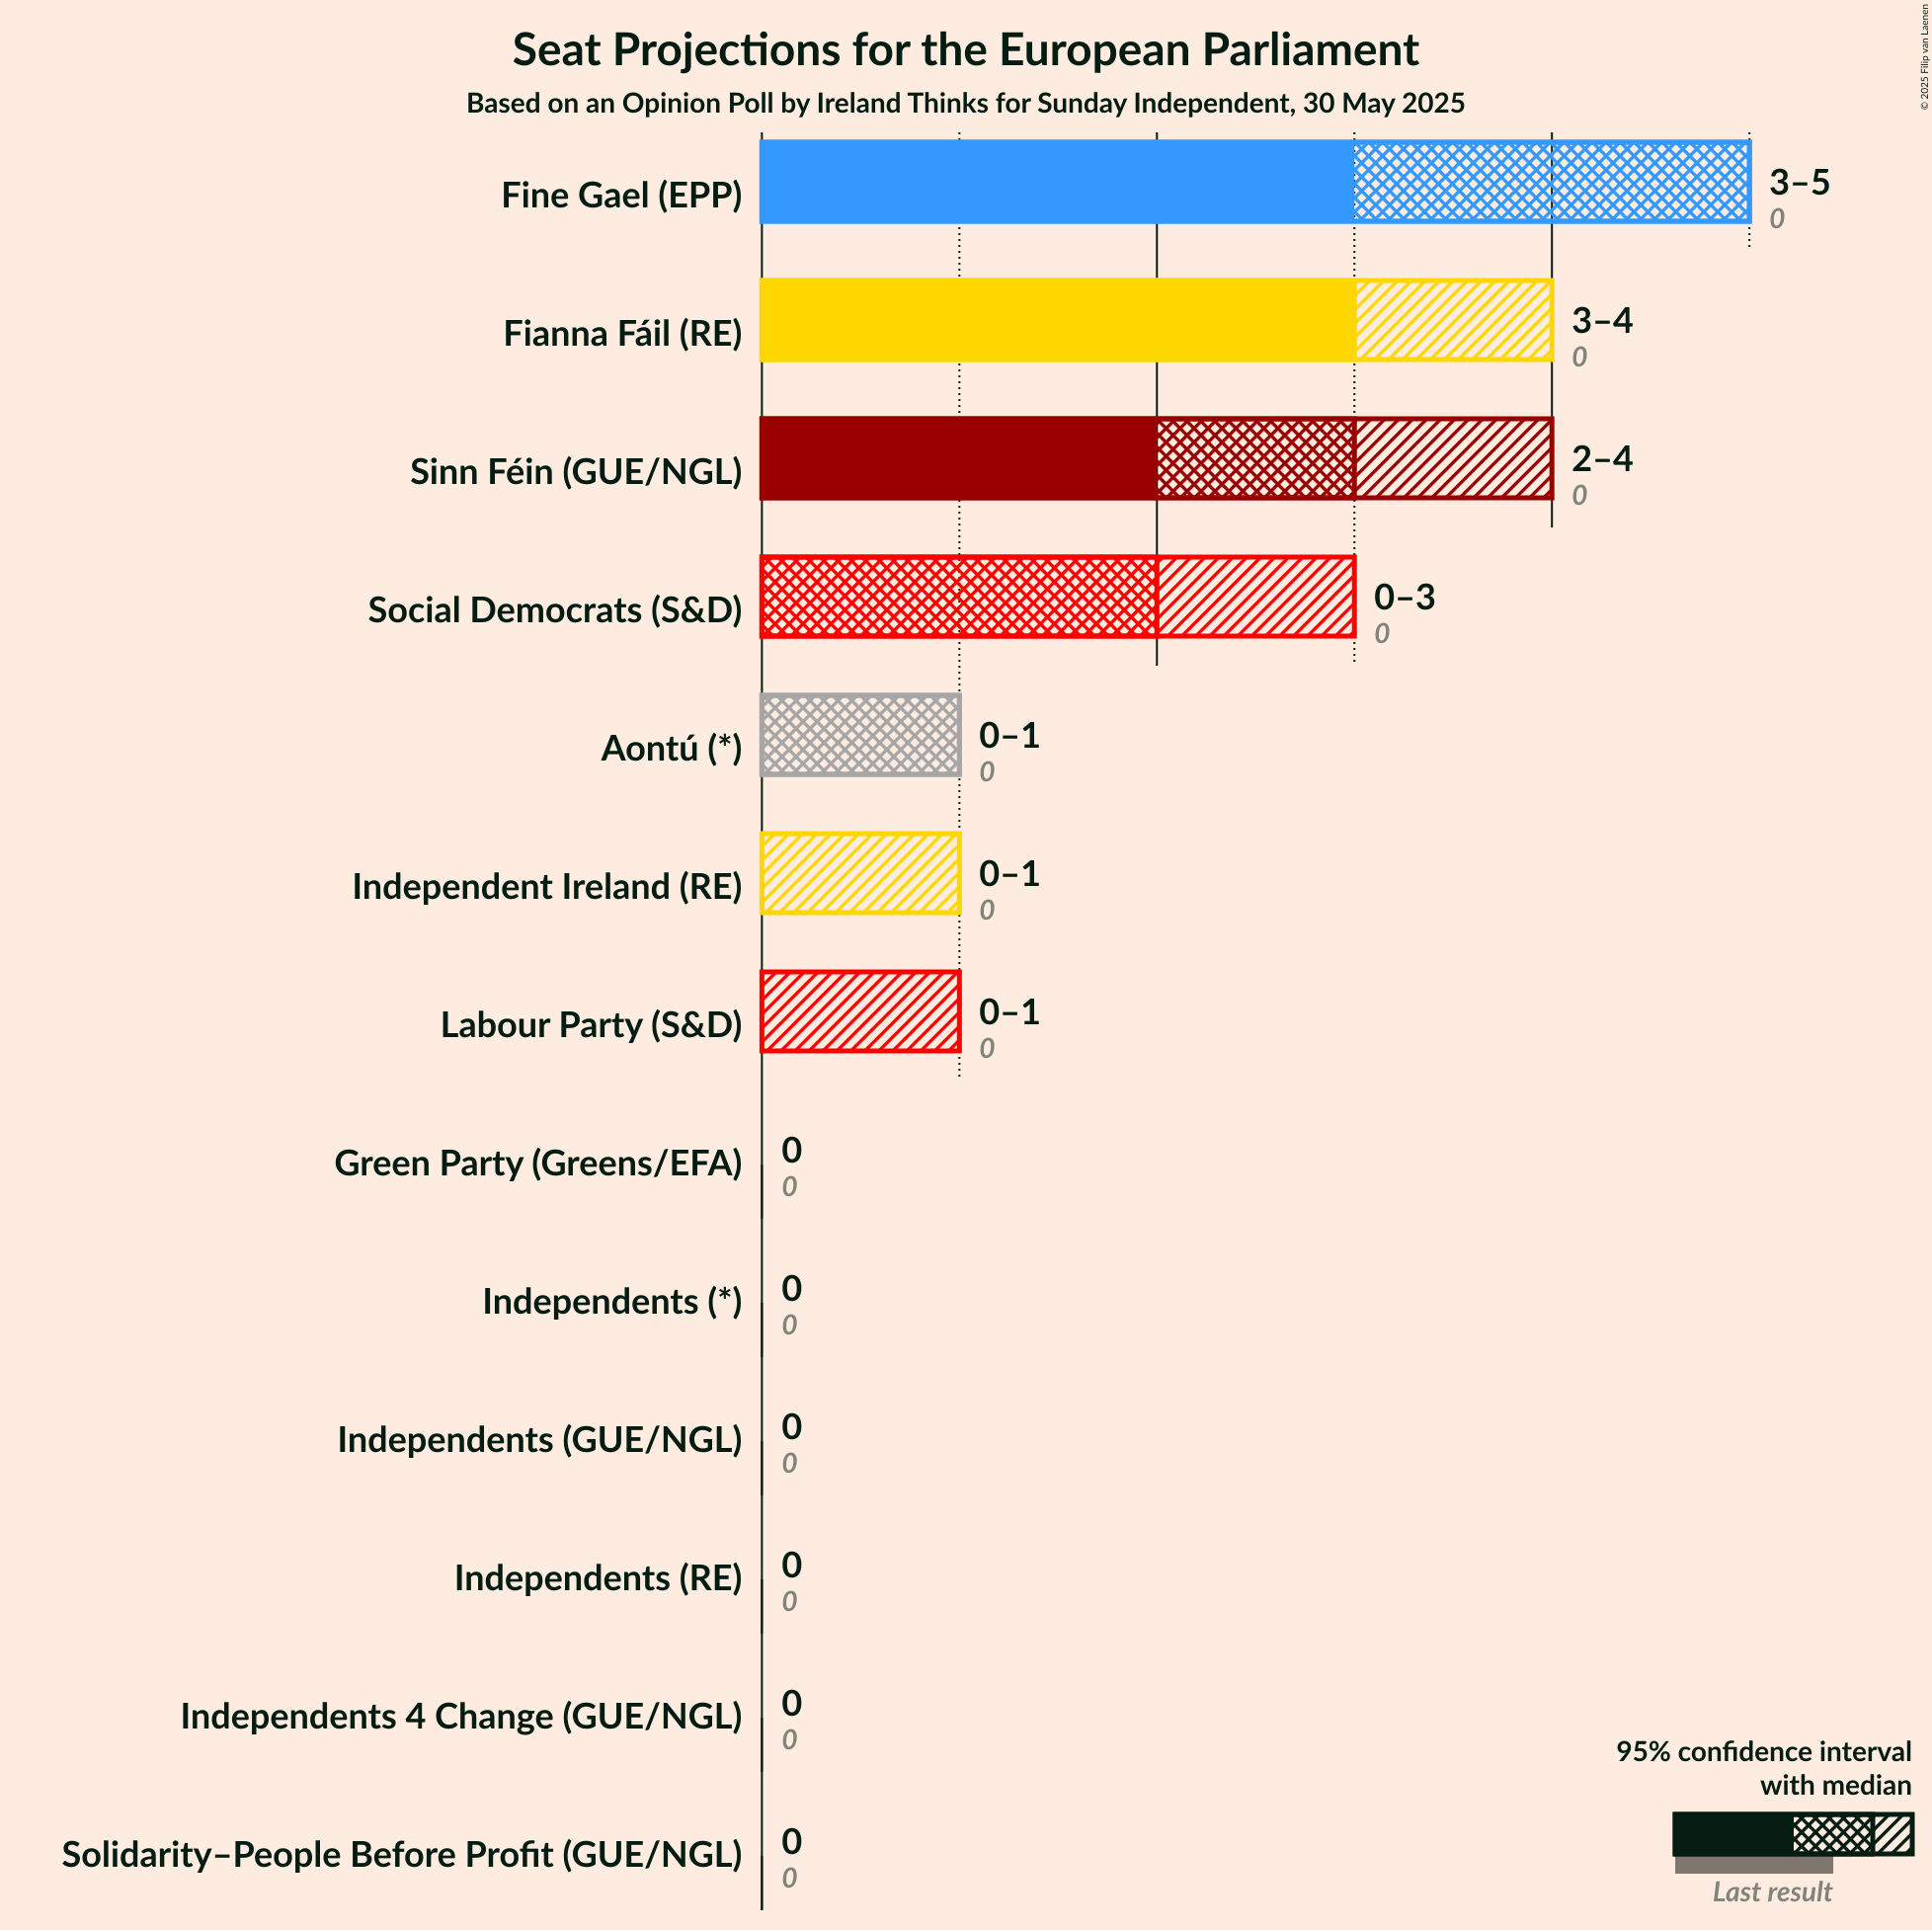 Seat Projections for the European Parliament
Based on an Opinion Poll by Ireland Thinks for Sunday Independent, 30 May 2025
© 2025 Filip van Laenen
Fine Gael (EPP)
3–5
0
Fianna Fáil (RE)
3–4
0
Sinn Féin (GUE/NGL)
2–4
0
Social Democrats (S&D)
0–3
0
Aontú (*)
0–1
0
Independent Ireland (RE)
0–1
0
Labour Party (S&D)
0–1
0
Green Party (Greens/EFA)
0
0
Independents (*)
0
0
Independents (GUE/NGL)
0
0
Independents (RE)
0
0
Independents 4 Change (GUE/NGL)
0
0
Solidarity–People Before Profit (GUE/NGL)
0
0
95% confidence interval
with median
Last result